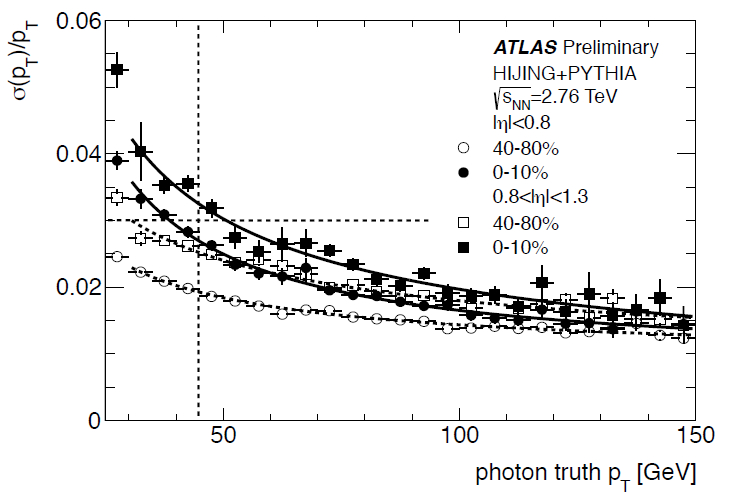 σ(p_T)/p_T
0.06
0.04
0.02
0
50
100
150
photon truth p_T [GeV]
ATLAS Preliminary
HIJING+PYTHIA
√s_NN=2.76 TeV
|η|<0.8
40-80%
0-10%
0.8<|η|<1.3
40-80%
0-10%